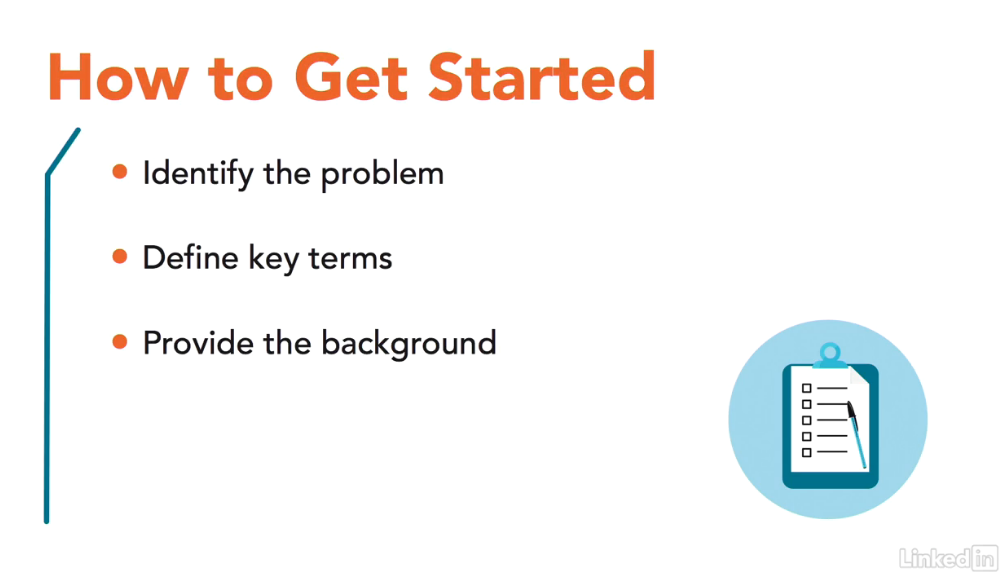 How to Get Started
Identify the problem
Define key terms
Provide the background
Linked in